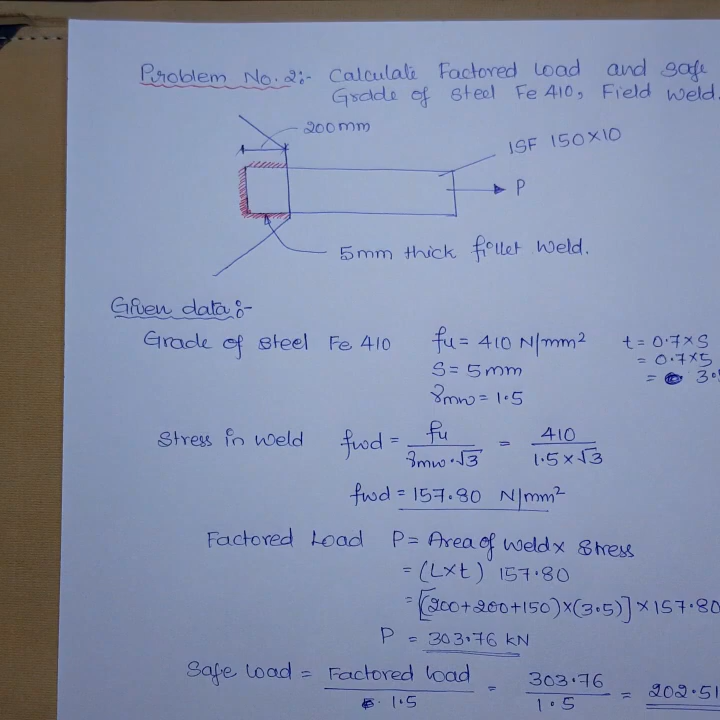 Problem No. 2:- Calculate Factored load and safe
Grade of steel Fe 410, Field weld.
200mm
ISF 150×10
P
5mm thick fillet weld.
Given data:-
Grade of steel Fe 410 fu = 410 N/mm² t = 0.7×S
S = 5mm = 0.7×5
γmw = 1.5 = 3.
Stress in weld fwd = fu / γmw·√3 = 410 / 1.5×√3
fwd = 157.80 N/mm²
Factored Load P = Area of weld × Stress
= (L×t) 157.80
= [(200+200+150)×(3.5)] × 157.80
P = 303.76 kN
Safe load = Factored load / 1.5 = 303.76 / 1.5 = 202.51